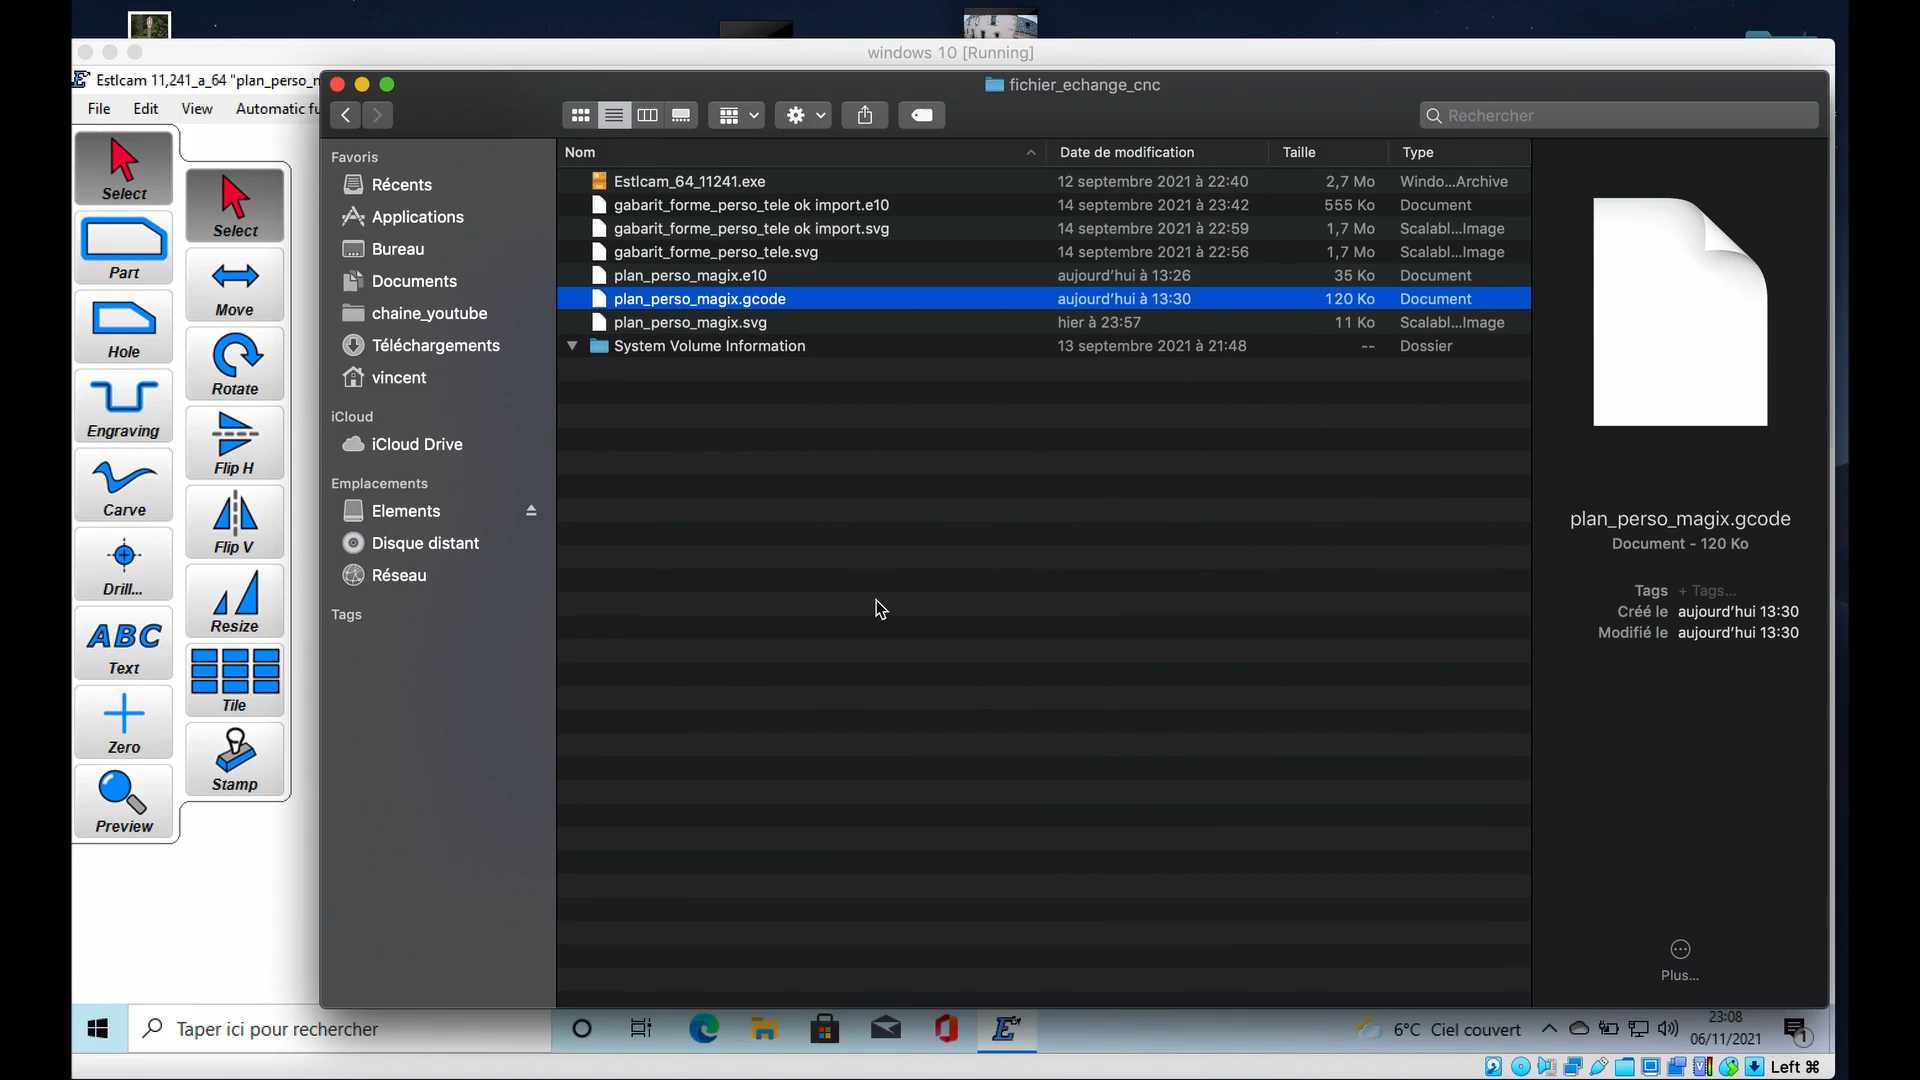 windows 10 [Running]
Estlcam 11,241_a_64 "plan_perso_n
File Edit View Automatic fu
fichier_echange_cnc
Rechercher
Select
Part
Hole
Engraving
Carve
Drill...
ABC
Text
Zero
Preview
Select
Move
Rotate
Flip H
Flip V
Resize
Tile
Stamp
Favoris
Récents
Applications
Bureau
Documents
chaine_youtube
Téléchargements
vincent
iCloud
iCloud Drive
Emplacements
Elements
Disque distant
Réseau
Tags
Nom Date de modification Taille Type
Estlcam_64_11241.exe 12 septembre 2021 à 22:40 2,7 Mo Windo...Archive
gabarit_forme_perso_tele ok import.e10 14 septembre 2021 à 23:42 555 Ko Document
gabarit_forme_perso_tele ok import.svg 14 septembre 2021 à 22:59 1,7 Mo Scalabl...Image
gabarit_forme_perso_tele.svg 14 septembre 2021 à 22:56 1,7 Mo Scalabl...Image
plan_perso_magix.e10 aujourd'hui à 13:26 35 Ko Document
plan_perso_magix.gcode aujourd'hui à 13:30 120 Ko Document
plan_perso_magix.svg hier à 23:57 11 Ko Scalabl...Image
System Volume Information 13 septembre 2021 à 21:48 -- Dossier
plan_perso_magix.gcode
Document - 120 Ko
Tags + Tags...
Créé le aujourd'hui 13:30
Modifié le aujourd'hui 13:30
Plus...
Taper ici pour rechercher
6°C Ciel couvert
23:08
06/11/2021
1
Left ⌘